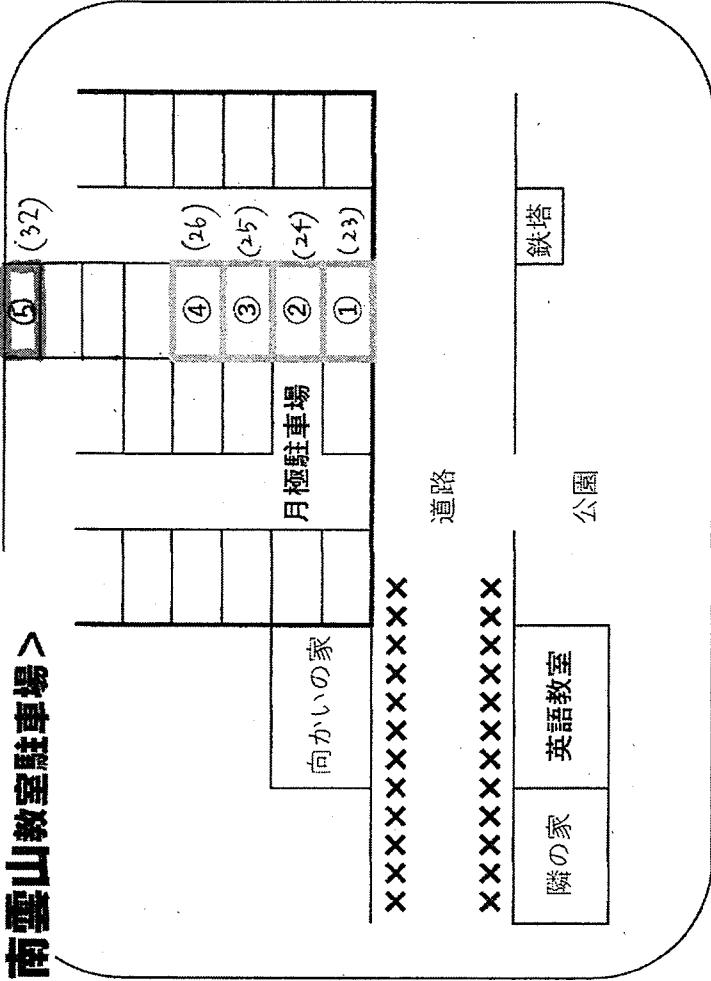 南雲山教室駐車場>
⑤ (32)
④ (26)
③ (25)
② (24)
① (23)
月極駐車場
向かいの家
×××××××××××
道路
×××××××××××
鉄塔
公園
英語教室
隣の家